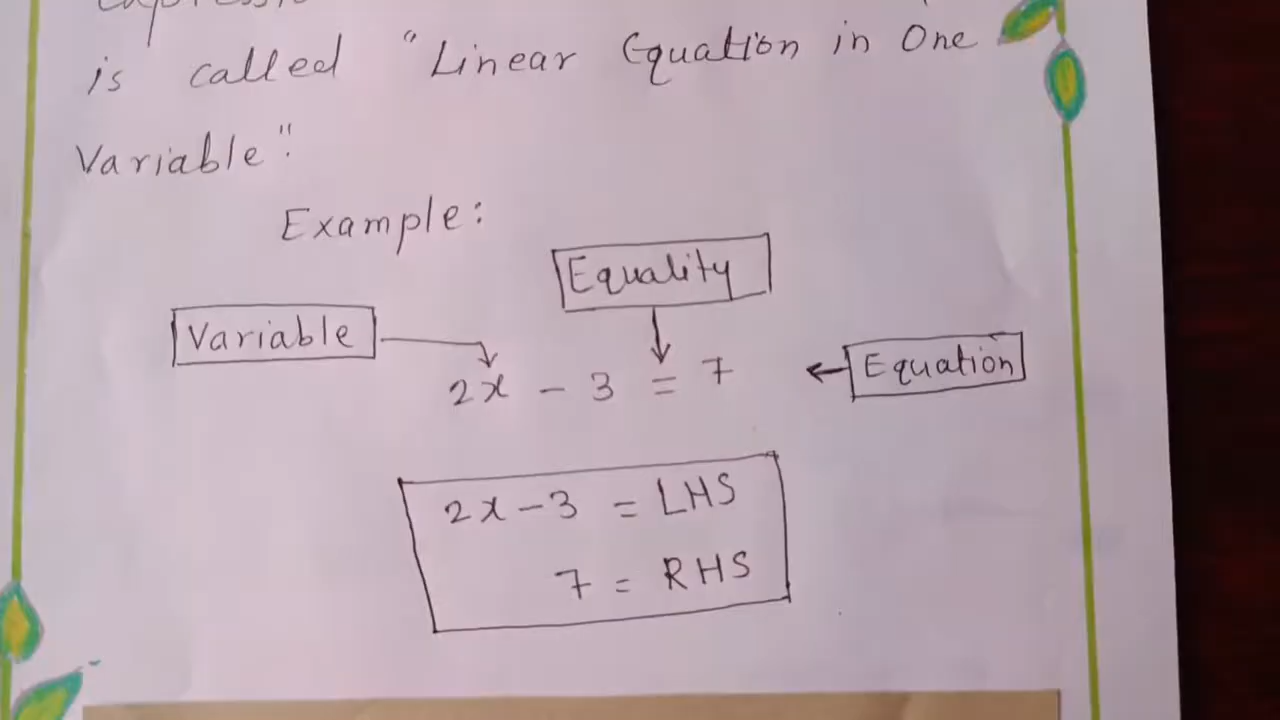 is called "Linear Equation in One
Variable".
Example:
Equality
Variable
2x - 3 = 7
Equation
2x - 3 = LHS
7 = RHS